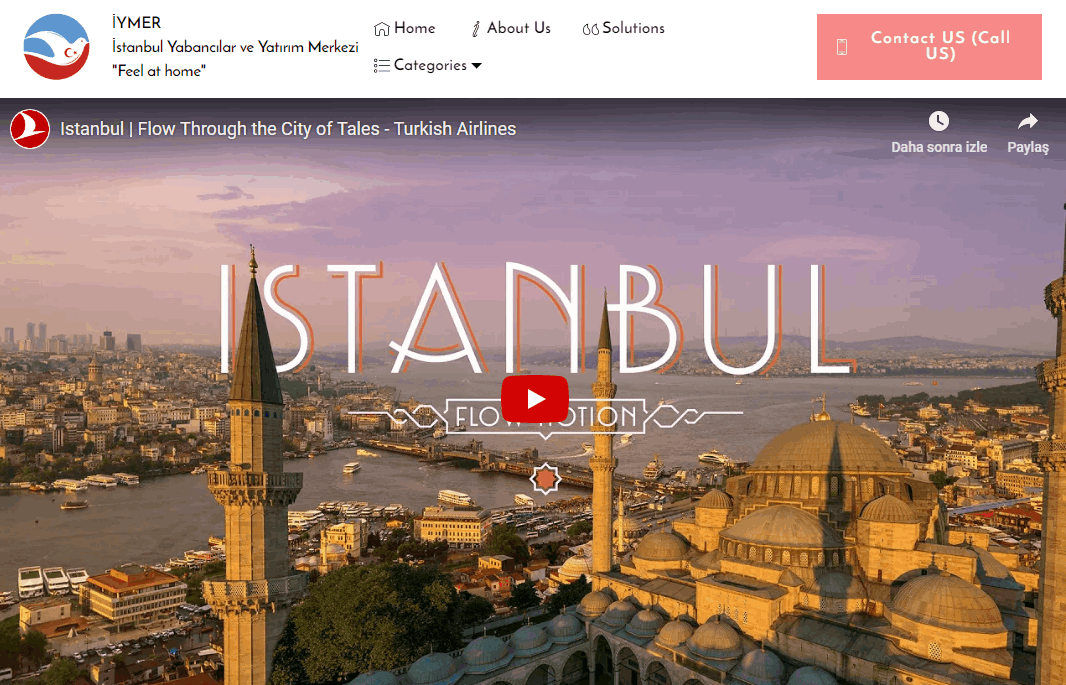 İYMER
İstanbul Yabancılar ve Yatırım Merkezi
"Feel at home"
Home
About Us
Solutions
Categories
Contact US (Call
US)
Istanbul | Flow Through the City of Tales - Turkish Airlines
Daha sonra izle
Paylaş
ISTANBUL
FLOW MOTION